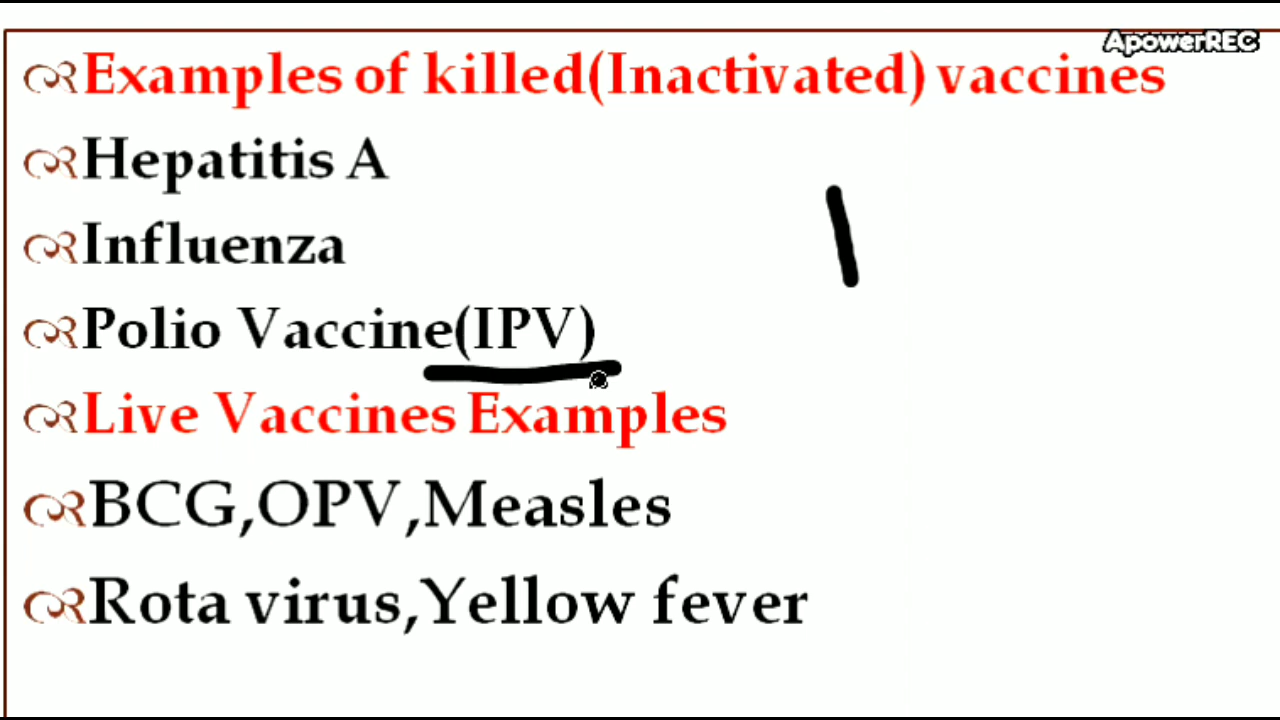 ApowerREC
Examples of killed(Inactivated) vaccines
Hepatitis A
Influenza
Polio Vaccine(IPV)
Live Vaccines Examples
BCG,OPV,Measles
Rota virus,Yellow fever